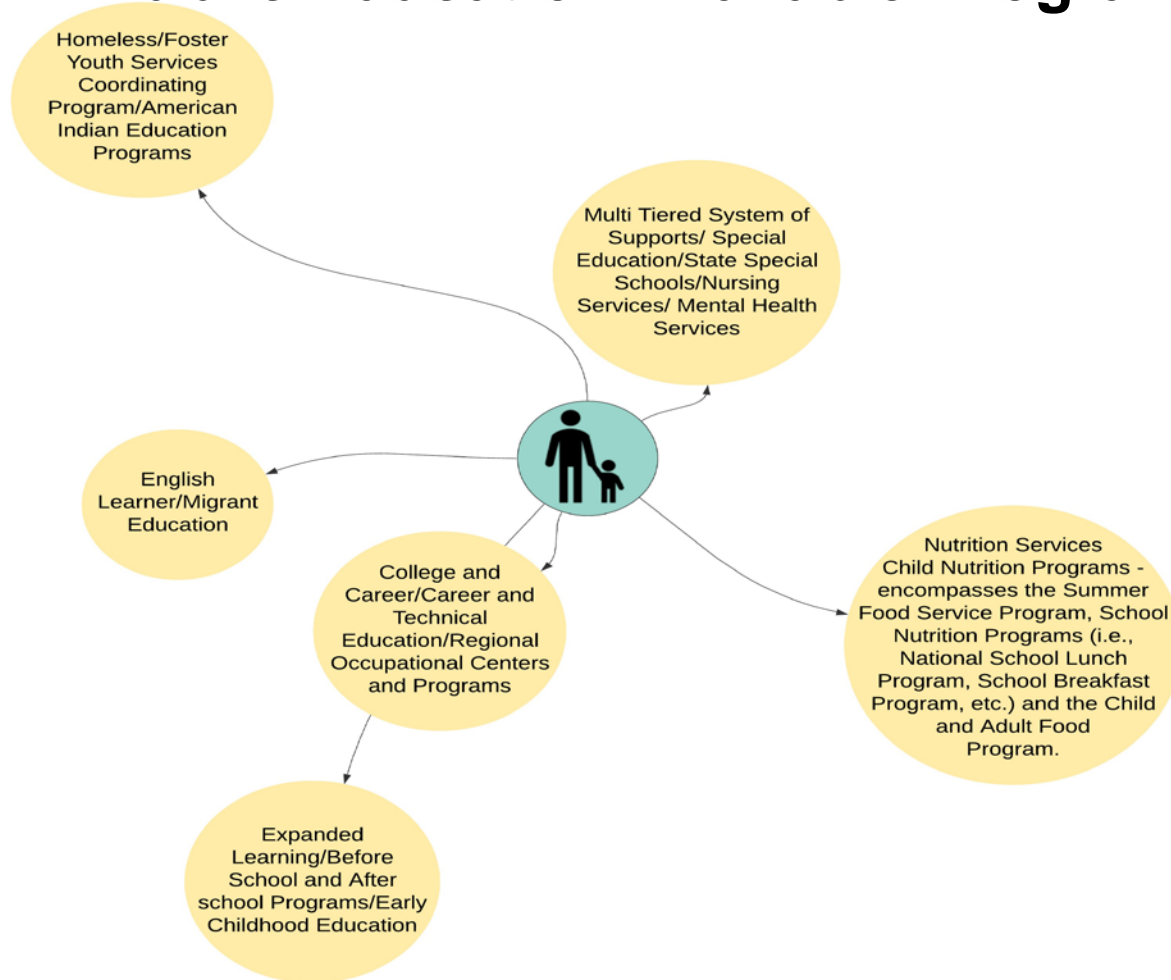 Homeless/Foster
Youth Services
Coordinating
Program/American
Indian Education
Programs
Multi Tiered System of
Supports/ Special
Education/State Special
Schools/Nursing
Services/ Mental Health
Services
English
Learner/Migrant
Education
College and
Career/Career and
Technical
Education/Regional
Occupational Centers
and Programs
Nutrition Services
Child Nutrition Programs -
encompasses the Summer
Food Service Program, School
Nutrition Programs (i.e.,
National School Lunch
Program, School Breakfast
Program, etc.) and the Child
and Adult Food
Program.
Expanded
Learning/Before
School and After
school Programs/Early
Childhood Education